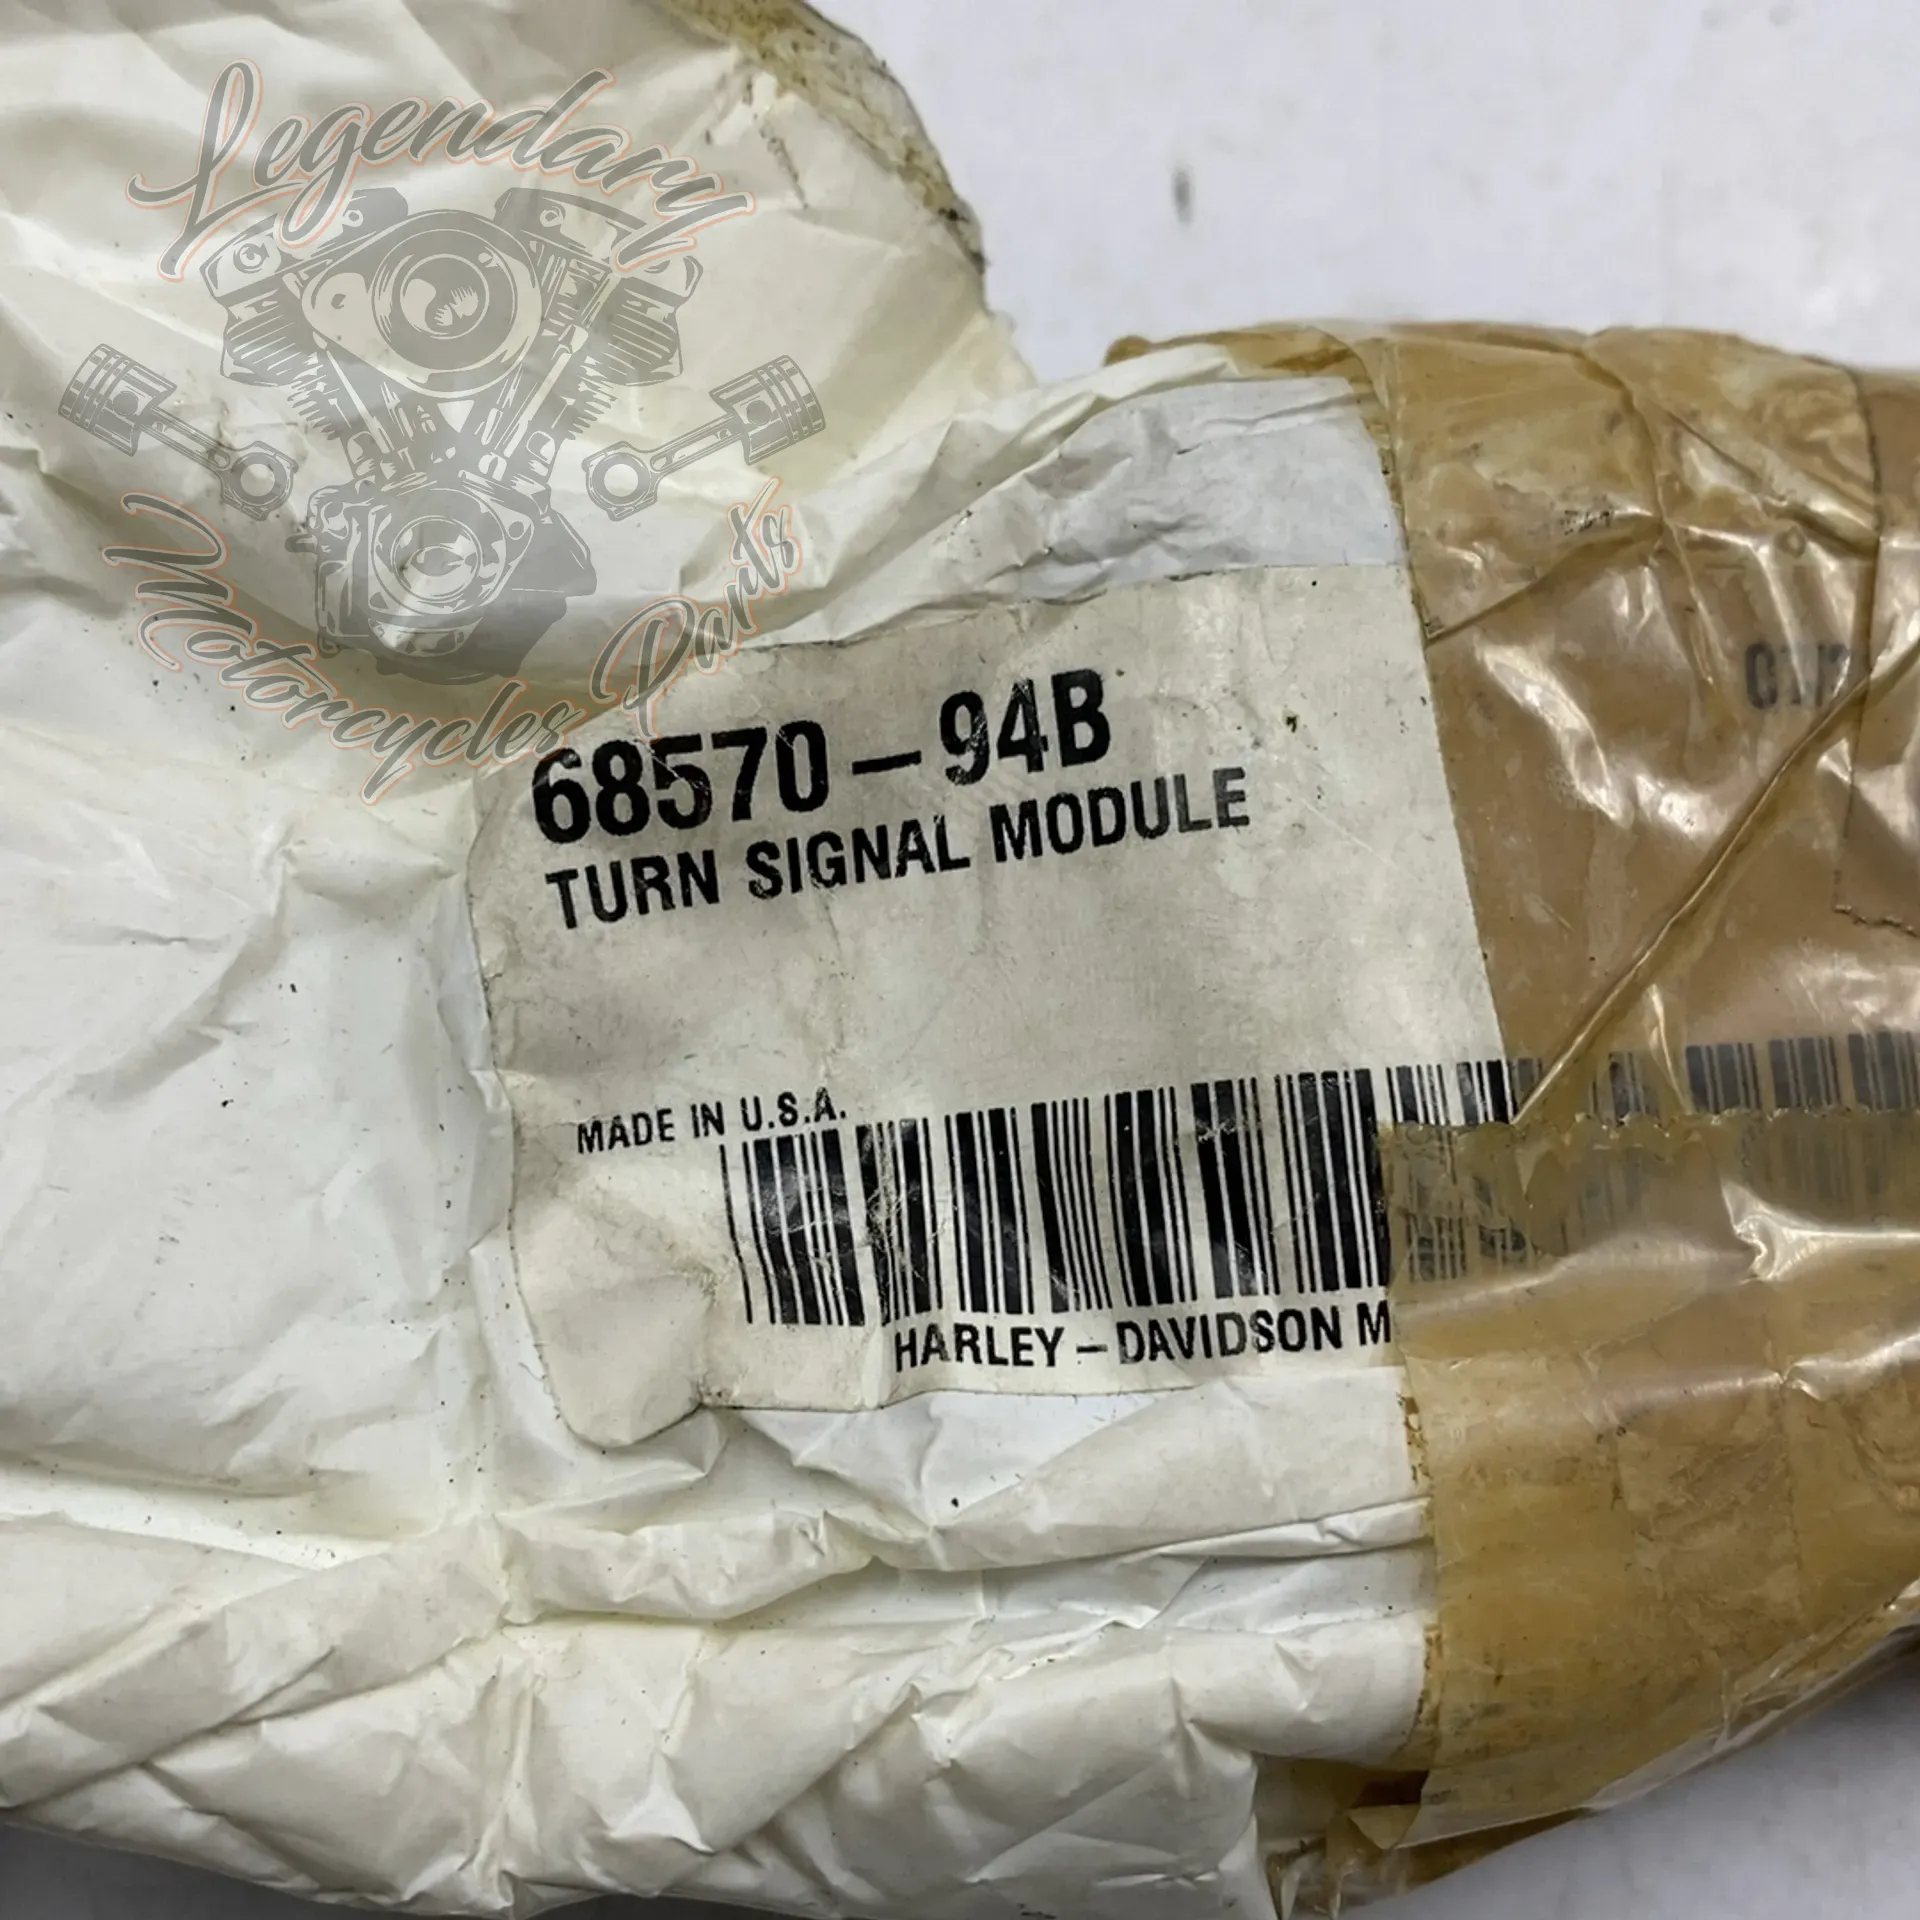 Legendary
Motorcycles Parts
68570-94B
TURN SIGNAL MODULE
MADE IN U.S.A.
HARLEY-DAVIDSON M